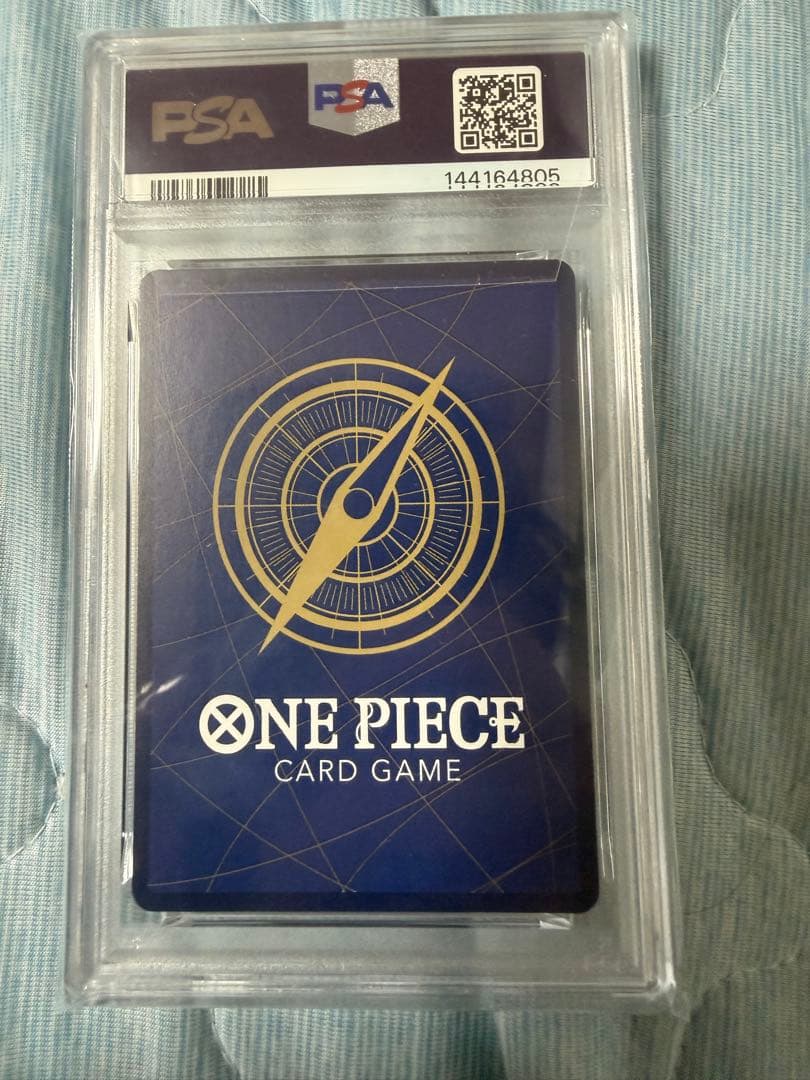 PSA
PSA
144164805
ONE PIECE
CARD GAME